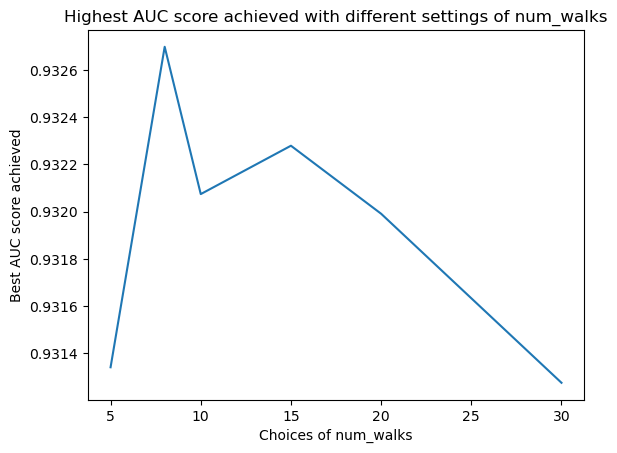 Highest AUC score achieved with different settings of num_walks
Best AUC score achieved
0.9326
0.9324
0.9322
0.9320
0.9318
0.9316
0.9314
5 10 15 20 25 30
Choices of num_walks